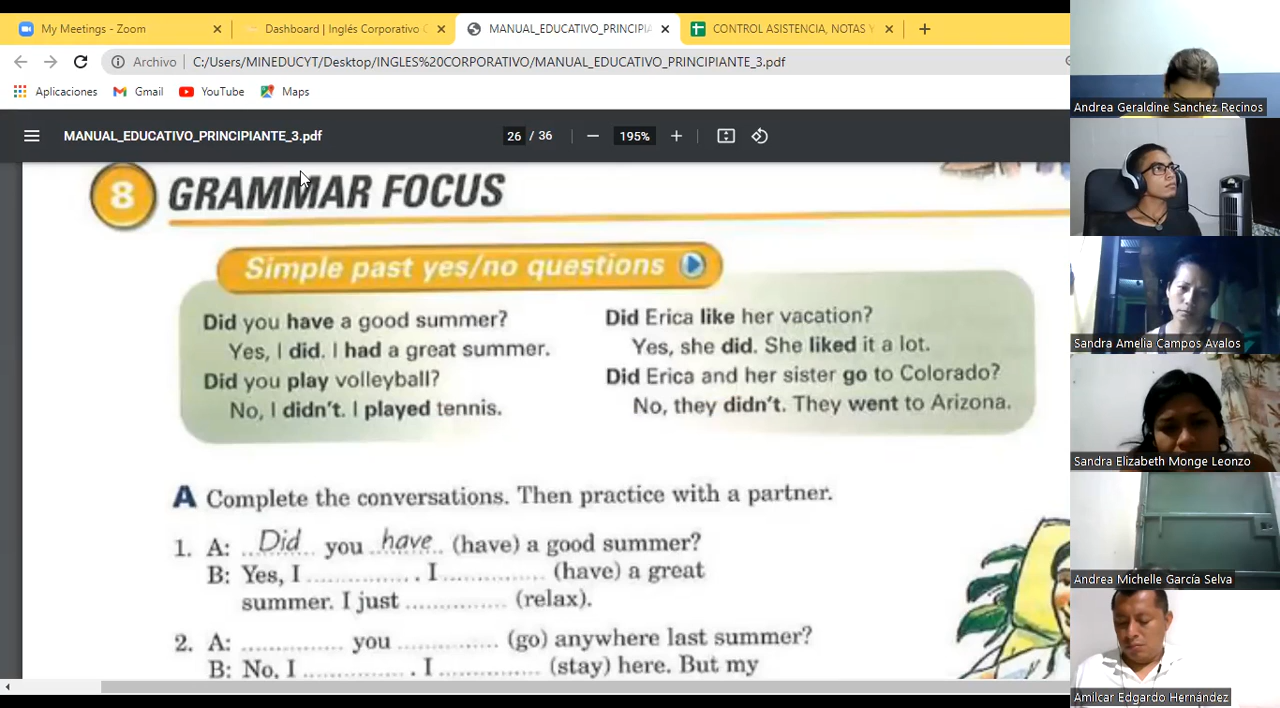 My Meetings - Zoom
Dashboard | Inglés Corporativo
MANUAL_EDUCATIVO_PRINCIPIA
CONTROL ASISTENCIA, NOTAS Y
Archivo C:/Users/MINEDUCYT/Desktop/INGLES%20CORPORATIVO/MANUAL_EDUCATIVO_PRINCIPIANTE_3.pdf
Aplicaciones Gmail YouTube Maps
MANUAL_EDUCATIVO_PRINCIPIANTE_3.pdf 26 / 36 195%
8 GRAMMAR FOCUS
Simple past yes/no questions
Did you have a good summer?
Yes, I did. I had a great summer.
Did you play volleyball?
No, I didn't. I played tennis.
Did Erica like her vacation?
Yes, she did. She liked it a lot.
Did Erica and her sister go to Colorado?
No, they didn't. They went to Arizona.
A Complete the conversations. Then practice with a partner.
1. A: Did you have (have) a good summer?
B: Yes, I ............. . I ............. (have) a great
summer. I just ............. (relax).
2. A: ............. you ............. (go) anywhere last summer?
B: No, I ............. . I ............. (stay) here. But my
Andrea Geraldine Sanchez Recinos
Sandra Amelia Campos Avalos
Sandra Elizabeth Monge Leonzo
Andrea Michelle García Selva
Amilcar Edgardo Hernández